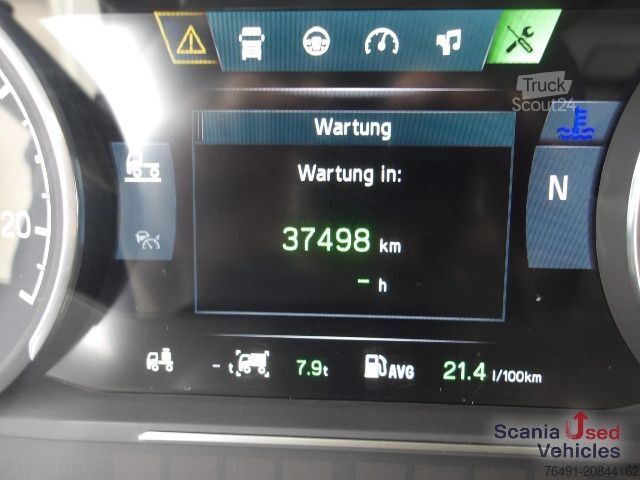 Truck
Scout24
Wartung
Wartung in:
N
20
37498 km
- h
- t
7.9t
AVG
21.4 l/100km
Scania Used
Vehicles
76491-20844162